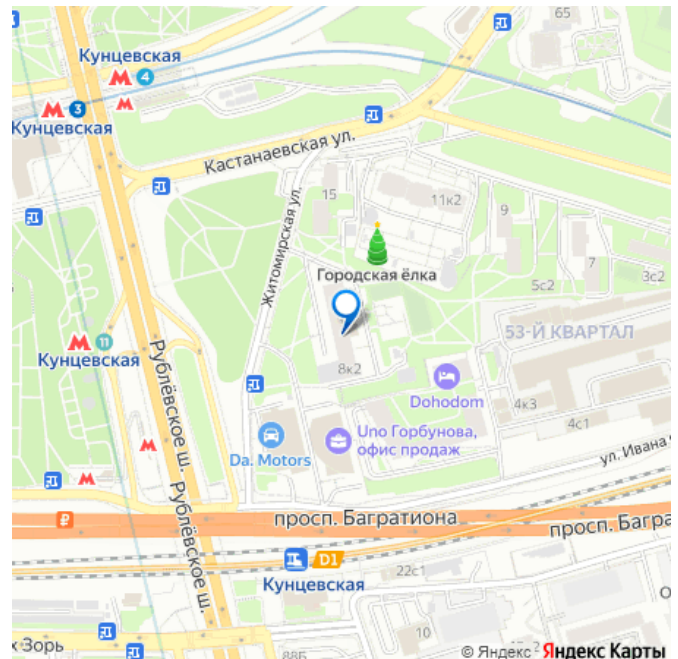 65
Кунцевская
4
3
Кунцевская
Кастанаевская ул.
15
11к2
9
Житомирская ул.
Городская ёлка
5с2
7
3с2
53-Й КВАРТАЛ
11
Кунцевская
Рублёвское ш.
8к2
Dohodom
4к3
4с1
Da. Motors
Uno Горбунова,
офис продаж
ул. Ивана
Рублёвское ш.
₽
просп. Багратиона
просп. Багра
D1
Кунцевская
22с1
О
10
х Зорь
88Б
© Яндекс Яндекс Карты